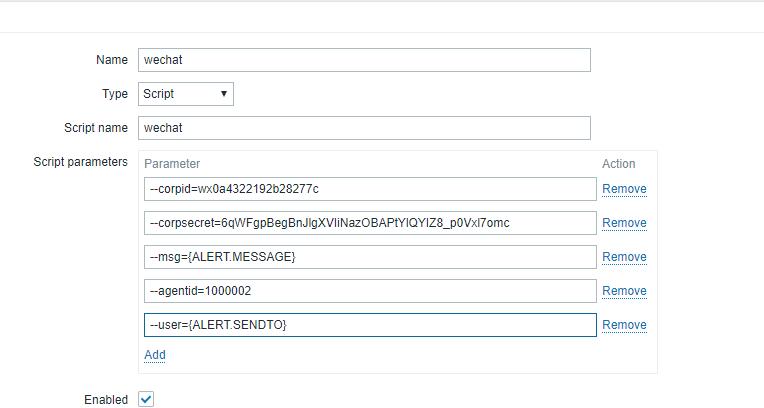 Name wechat
Type Script
Script name wechat
Script parameters Parameter Action
--corpid=wx0a4322192b28277c Remove
--corpsecret=6qWFgpBegBnJlgXVIiNazOBAPtYlQYIZ8_p0VxI7omc Remove
--msg={ALERT.MESSAGE} Remove
--agentid=1000002 Remove
--user={ALERT.SENDTO} Remove
Add
Enabled